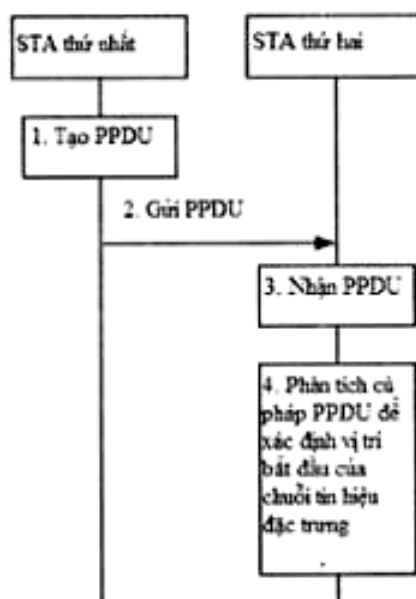 STA thứ nhất
STA thứ hai
1. Tạo PPDU
2. Gửi PPDU
3. Nhận PPDU
4. Phân tích cú
pháp PPDU để
xác định vị trí
bắt đầu của
chuỗi tín hiệu
đặc trưng